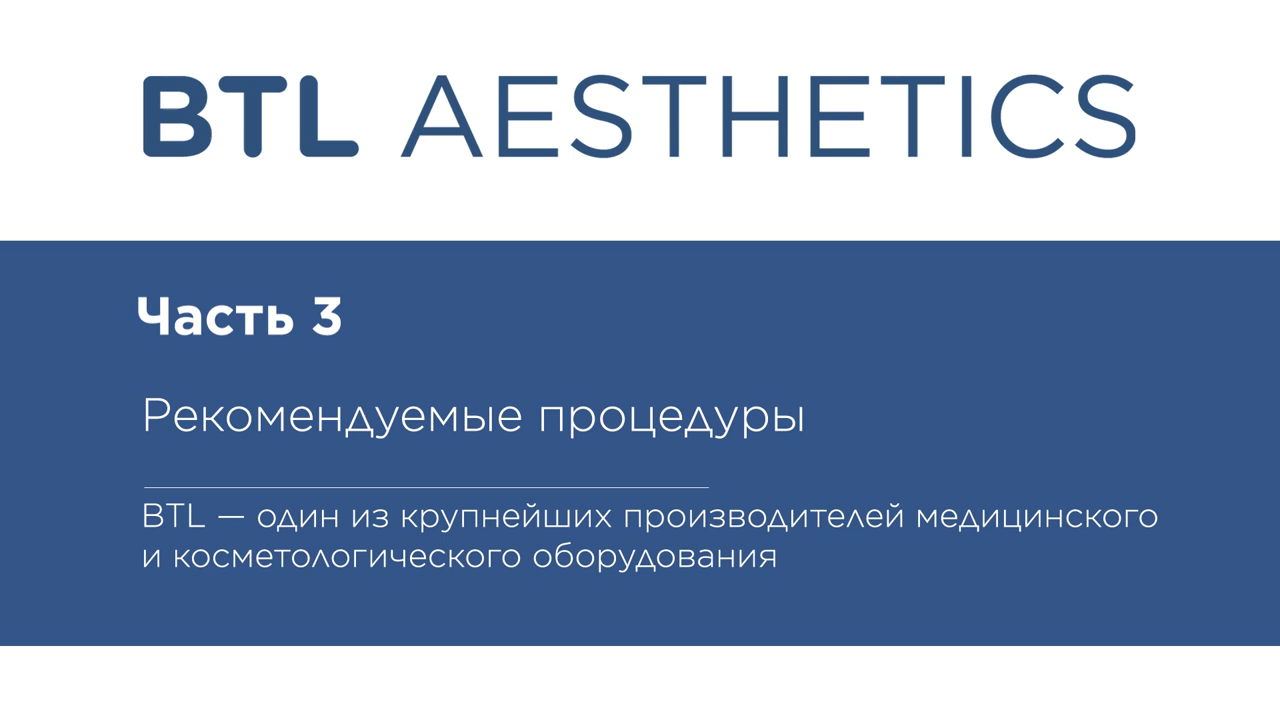 BTL AESTHETICS
Часть 3
Рекомендуемые процедуры
BTL — один из крупнейших производителей медицинского
и косметологического оборудования